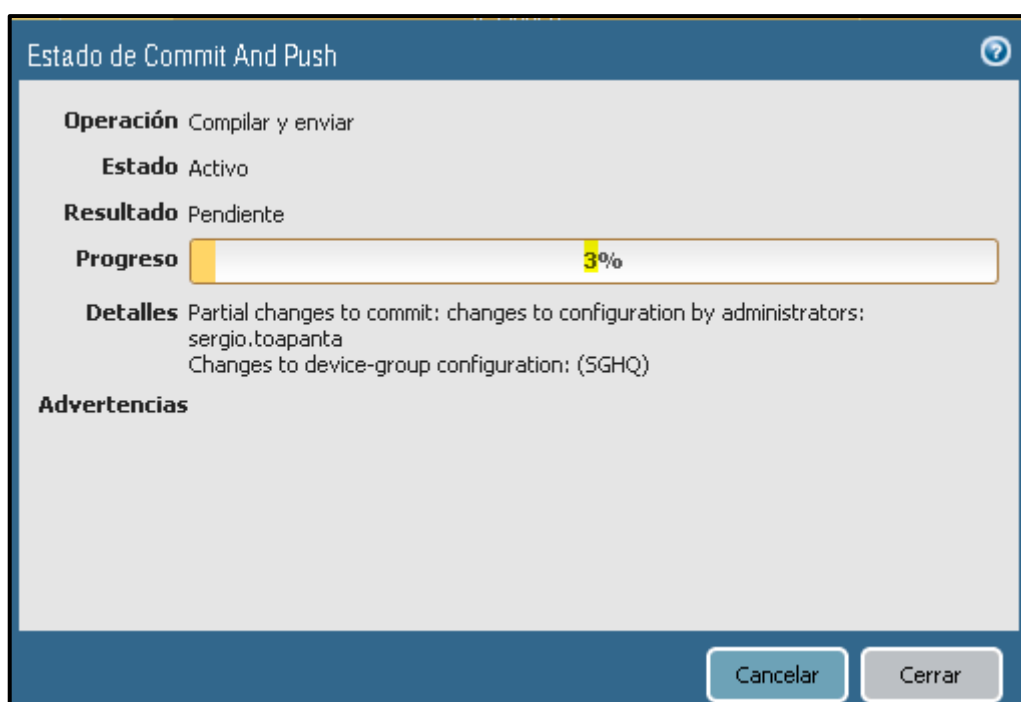 Estado de Commit And Push
Operación Compilar y enviar
Estado Activo
Resultado Pendiente
Progreso 3%
Detalles Partial changes to commit: changes to configuration by administrators:
sergio.toapanta
Changes to device-group configuration: (SGHQ)
Advertencias
Cancelar Cerrar